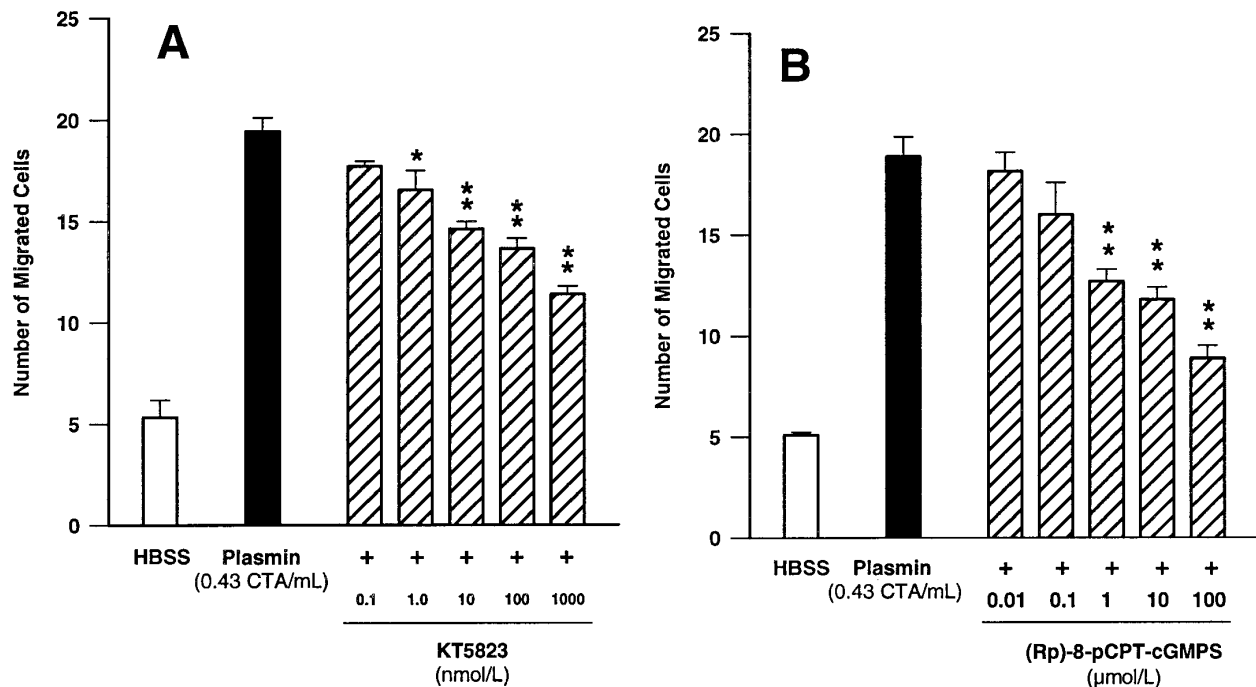 A
Number of Migrated Cells
25
20
15
10
5
0
*
**
**
**
HBSS
Plasmin
(0.43 CTA/mL)
+ + + + +
0.1 1.0 10 100 1000
KT5823
(nmol/L)
B
Number of Migrated Cells
25
20
15
10
5
0
**
**
**
HBSS
Plasmin
(0.43 CTA/mL)
+ + + + +
0.01 0.1 1 10 100
(Rp)-8-pCPT-cGMPS
(µmol/L)